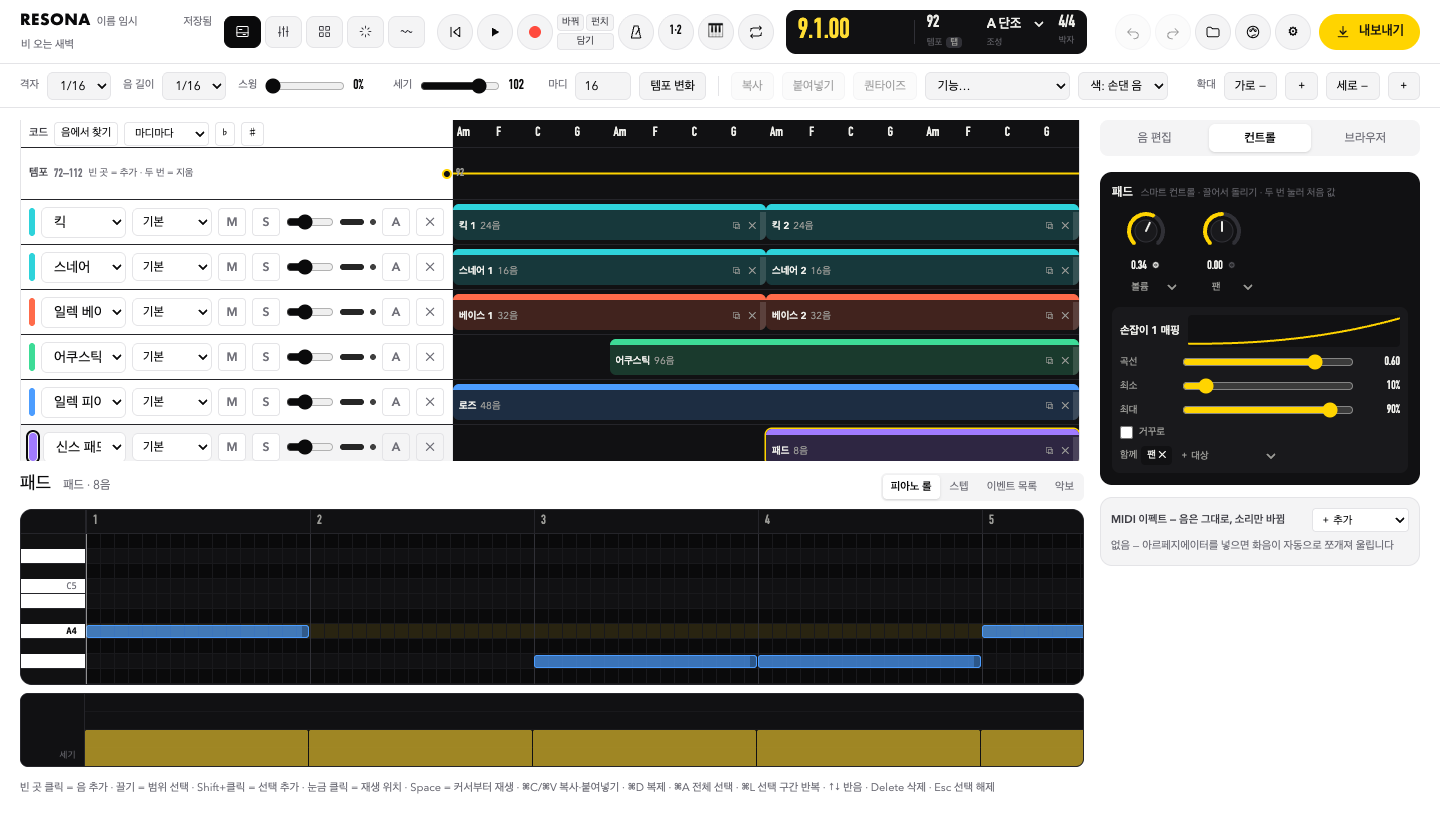 RESONA 이름 임시 저장됨
비 오는 새벽
바꿔 펀치
담기
1·2
9.1.00
92
템포 탭
A 단조
조성
4/4
박자
내보내기
격자 1/16 음 길이 1/16 스윙 0% 세기 102 마디 16 템포 변화 복사 붙여넣기 퀀타이즈 기능… 색: 손댄 음 확대 가로 – + 세로 – +
코드 음에서 찾기 마디마다 ♭ # Am F C G Am F C G Am F C G Am F C G
템포 72–112 빈 곳 = 추가 · 두 번 = 지움 92
킥 기본 M S A × 킥 1 24음 킥 2 24음
스네어 기본 M S A × 스네어 1 16음 스네어 2 16음
일렉 베이 기본 M S A × 베이스 1 32음 베이스 2 32음
어쿠스틱 기본 M S A × 어쿠스틱 96음
일렉 피아 기본 M S A × 로즈 48음
신스 패드 기본 M S A × 패드 8음
음 편집 컨트롤 브라우저
패드 스마트 컨트롤 · 끌어서 돌리기 · 두 번 눌러 처음 값
0.34 0.00
볼륨 팬
손잡이 1 매핑
곡선 0.60
최소 10%
최대 90%
거꾸로
함께 팬 × + 대상
MIDI 이펙트 – 음은 그대로, 소리만 바뀜 + 추가
없음 – 아르페지에이터를 넣으면 화음이 자동으로 쪼개져 울립니다
패드 패드 · 8음 피아노 롤 스텝 이벤트 목록 악보
1 2 3 4 5
C5
A4
세기
빈 곳 클릭 = 음 추가 · 끌기 = 범위 선택 · Shift+클릭 = 선택 추가 · 눈금 클릭 = 재생 위치 · Space = 커서부터 재생 · ⌘C/⌘V 복사·붙여넣기 · ⌘D 복제 · ⌘A 전체 선택 · ⌘L 선택 구간 반복 · ↑↓ 반음 · Delete 삭제 · Esc 선택 해제